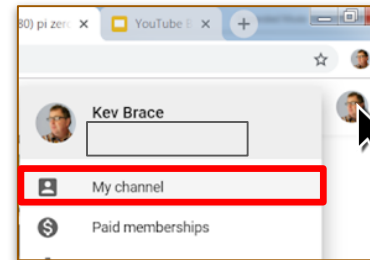 30) pi zer
YouTube
Kev Brace
My channel
Paid memberships